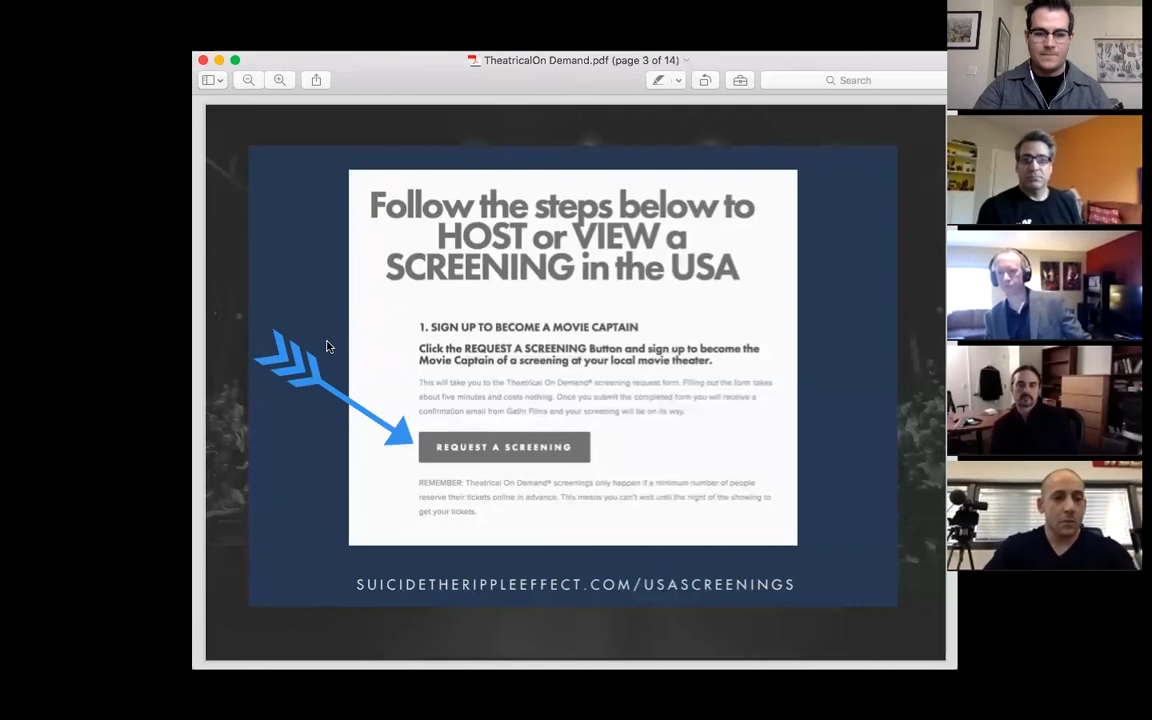 TheatricalOn Demand.pdf (page 3 of 14)
Search
Follow the steps below to
HOST or VIEW a
SCREENING in the USA
1. SIGN UP TO BECOME A MOVIE CAPTAIN
Click the REQUEST A SCREENING Button and sign up to become the
Movie Captain of a screening at your local movie theater.
This will take you to the Theatrical On Demand® screening request form. Filling out the form takes
about five minutes and costs nothing. Once you submit the completed form you will receive a
confirmation email from Gathr Films and your screening will be on its way.
REQUEST A SCREENING
REMEMBER: Theatrical On Demand® screenings only happen if a minimum number of people
reserve their tickets online in advance. This means you can't wait until the night of the showing to
get your tickets.
SUICIDETHERIPPLEEFFECT.COM/USASCREENINGS